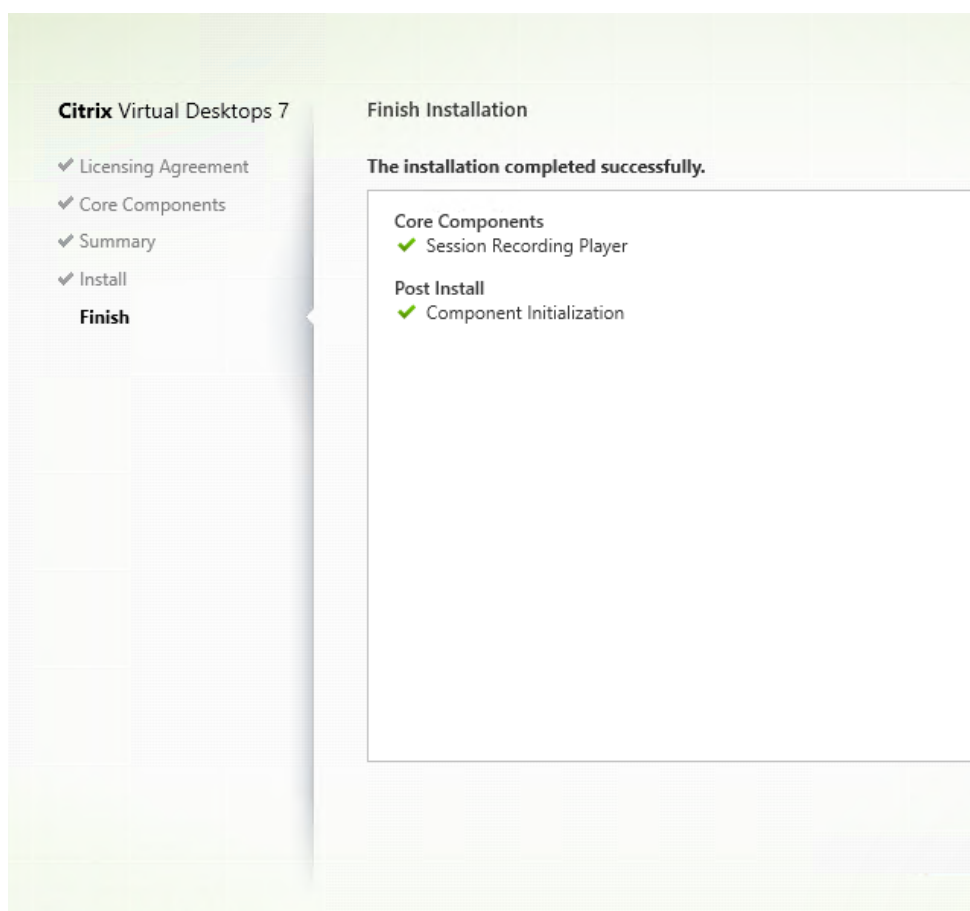 Citrix Virtual Desktops 7
Licensing Agreement
Core Components
Summary
Install
Finish
Finish Installation
The installation completed successfully.
Core Components
Session Recording Player
Post Install
Component Initialization